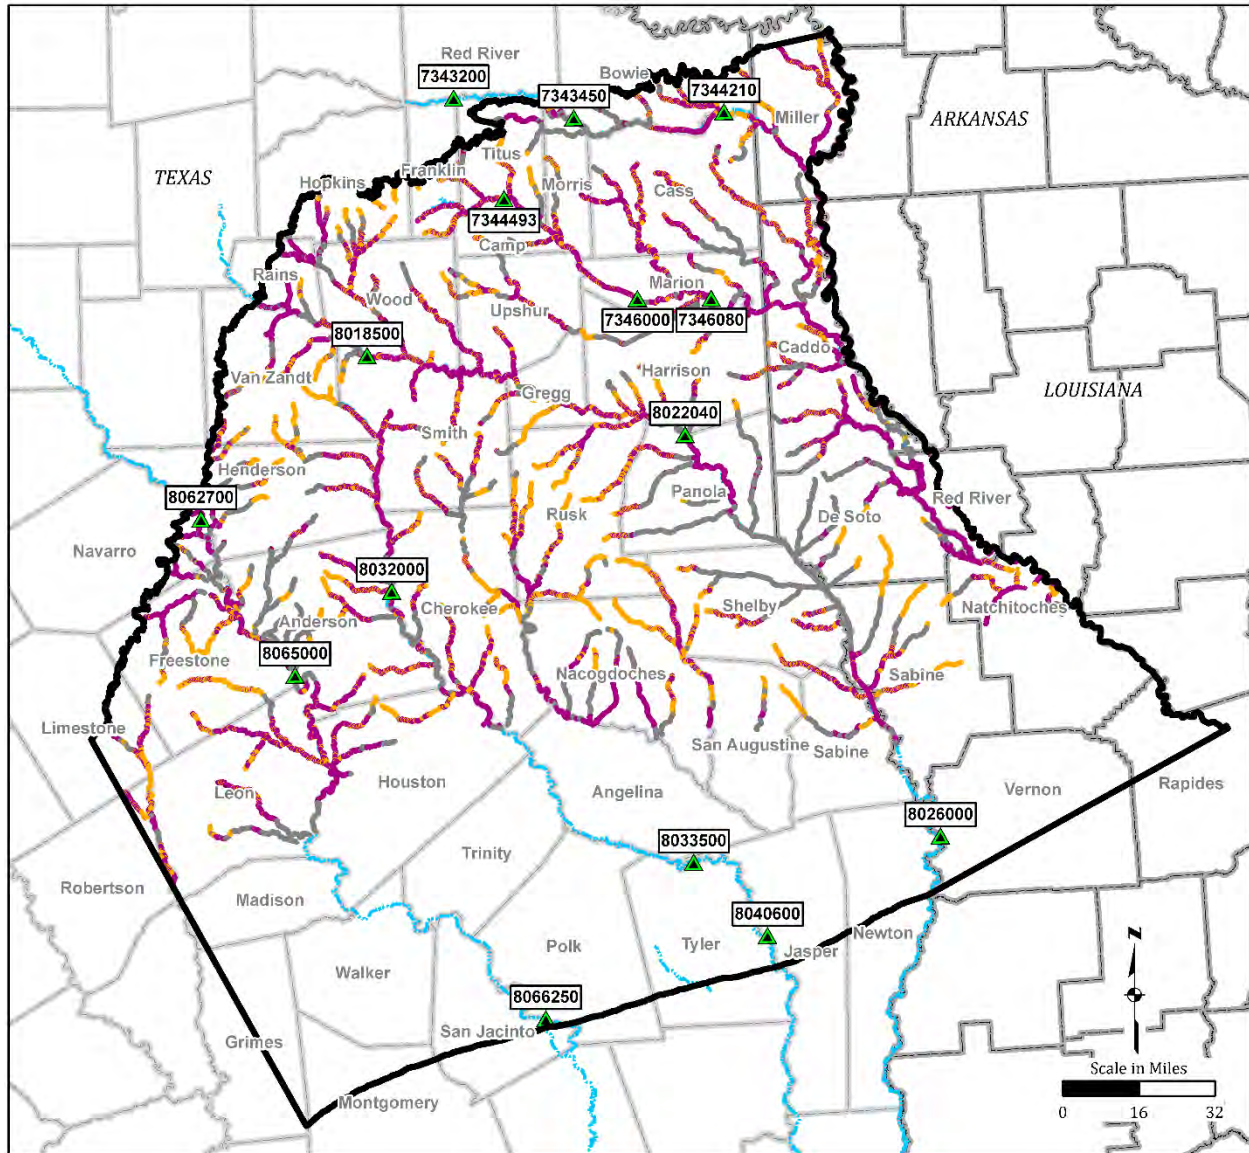 Red River
7343200
Bowie
7343450
7344210
ARKANSAS
Miller
TEXAS
Titus
Franklin
Hopkins
Morris
Cass
7344493
Camp
Rains
Marion
Wood
Upshur
7346000
7346080
8018500
Caddo
Van Zandt
Harrison
LOUISIANA
Gregg
8022040
Smith
Henderson
Panola
8062700
Red River
Rusk
De Soto
Navarro
8032000
Cherokee
Shelby
Natchitoches
Anderson
8065000
Freestone
Nacogdoches
Sabine
Limestone
San Augustine
Sabine
Houston
Leon
Angelina
Vernon
Rapides
8026000
Trinity
8033500
Robertson
Madison
8040600
Newton
Polk
Tyler
Jasper
Walker
8066250
San Jacinto
Grimes
N
Scale in Miles
Montgomery
0 16 32